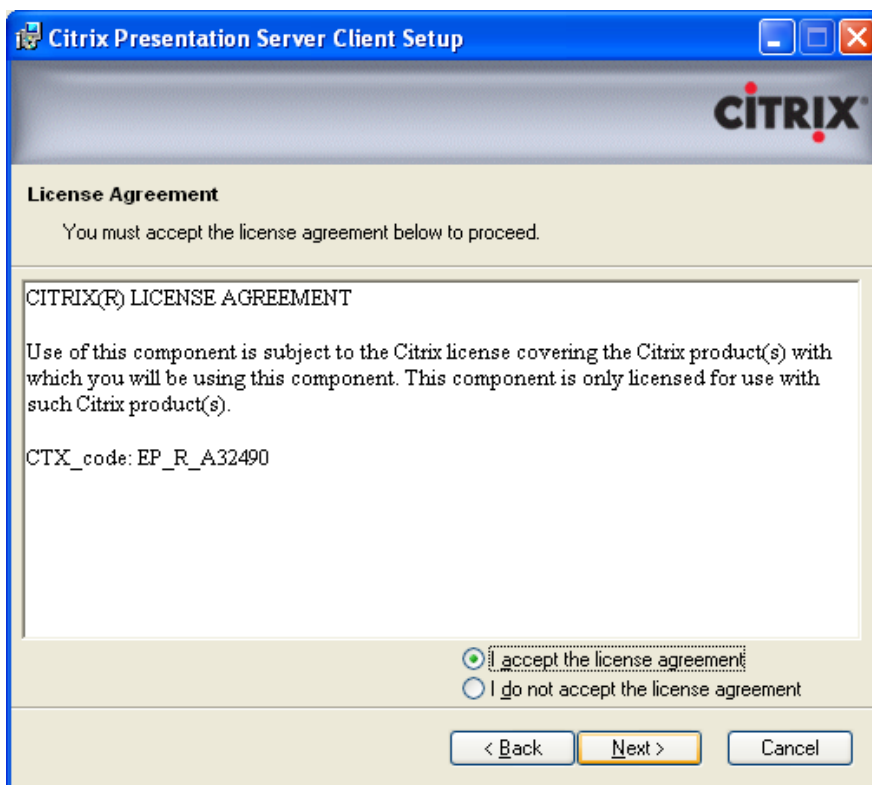 Citrix Presentation Server Client Setup
CITRIX
License Agreement
You must accept the license agreement below to proceed.
CITRIX(R) LICENSE AGREEMENT
Use of this component is subject to the Citrix license covering the Citrix product(s) with
which you will be using this component. This component is only licensed for use with
such Citrix product(s).
CTX_code: EP_R_A32490
I accept the license agreement
I do not accept the license agreement
< Back Next > Cancel